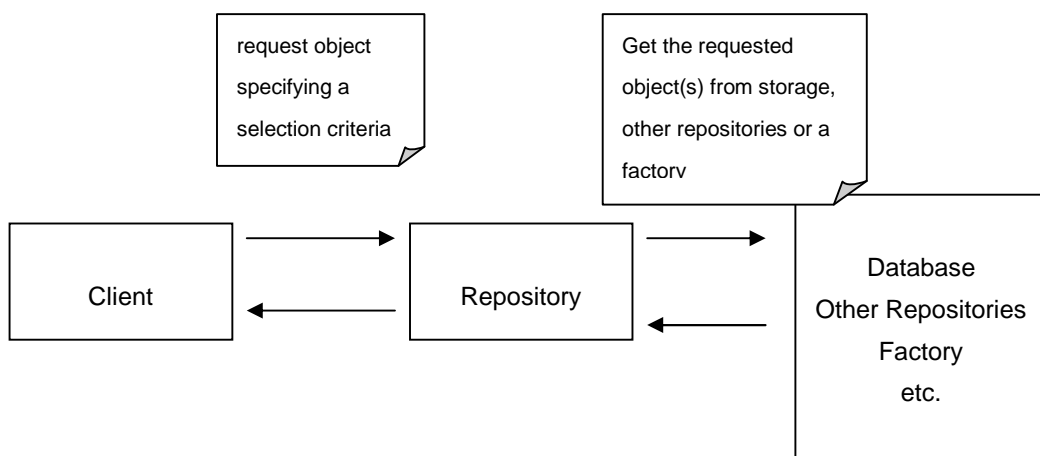 request object
specifying a
selection criteria
Get the requested
object(s) from storage,
other repositories or a
factory
Client
Repository
Database
Other Repositories
Factory
etc.